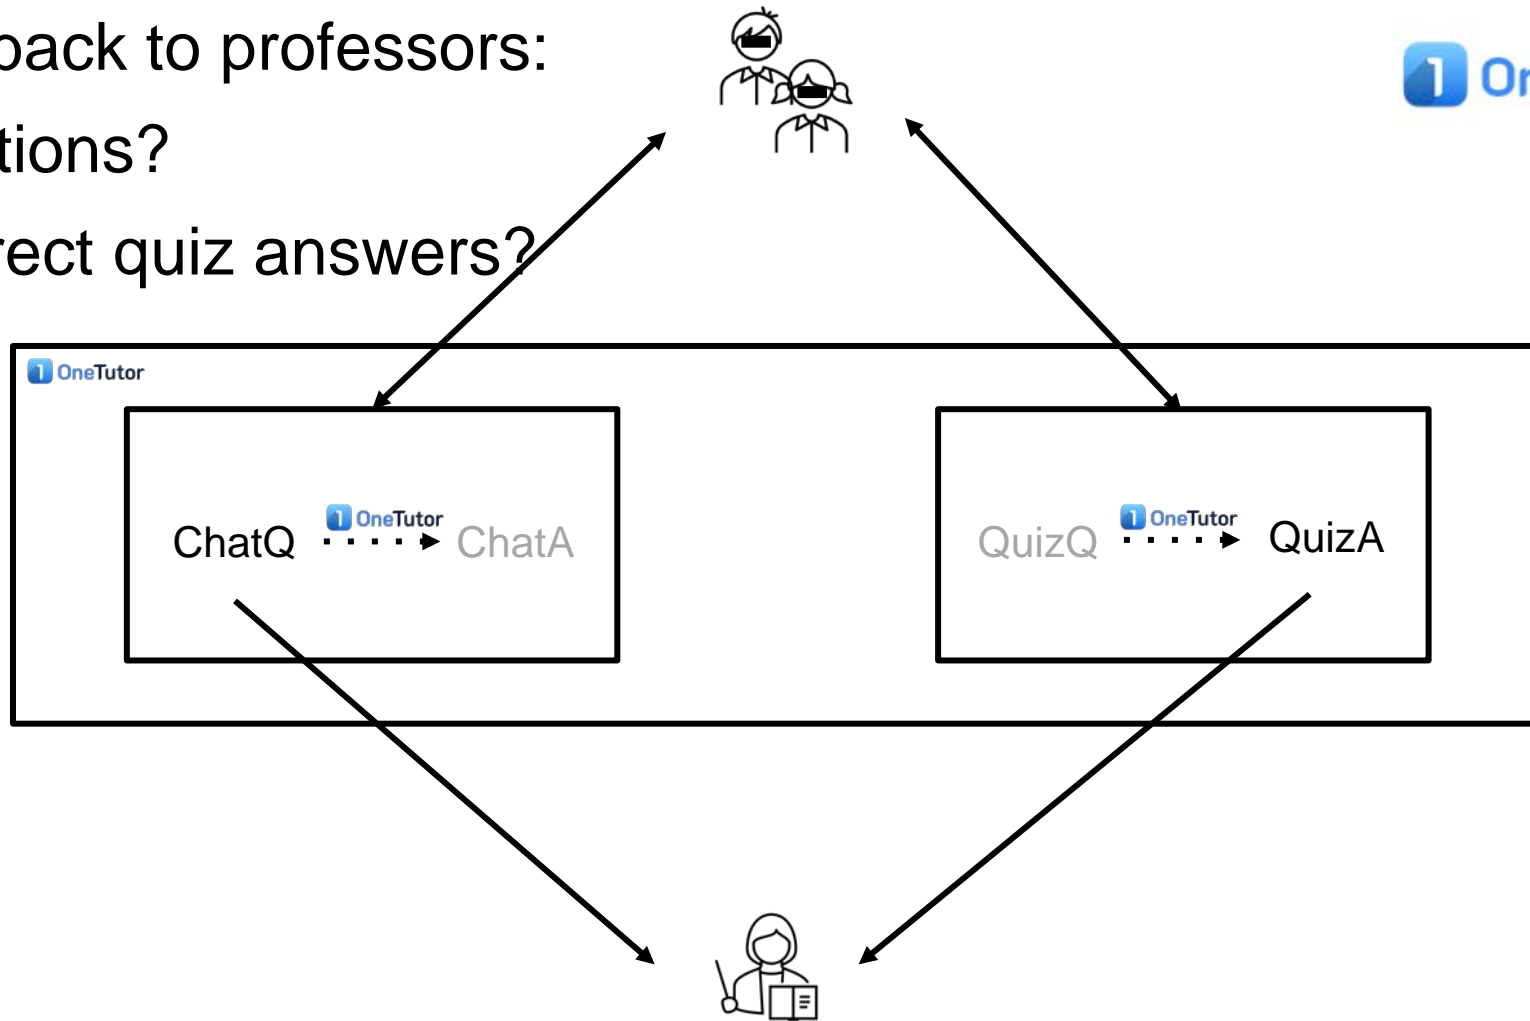 back to professors:
tions?
rect quiz answers?
OneTutor
ChatQ OneTutor ChatA
QuizQ OneTutor QuizA